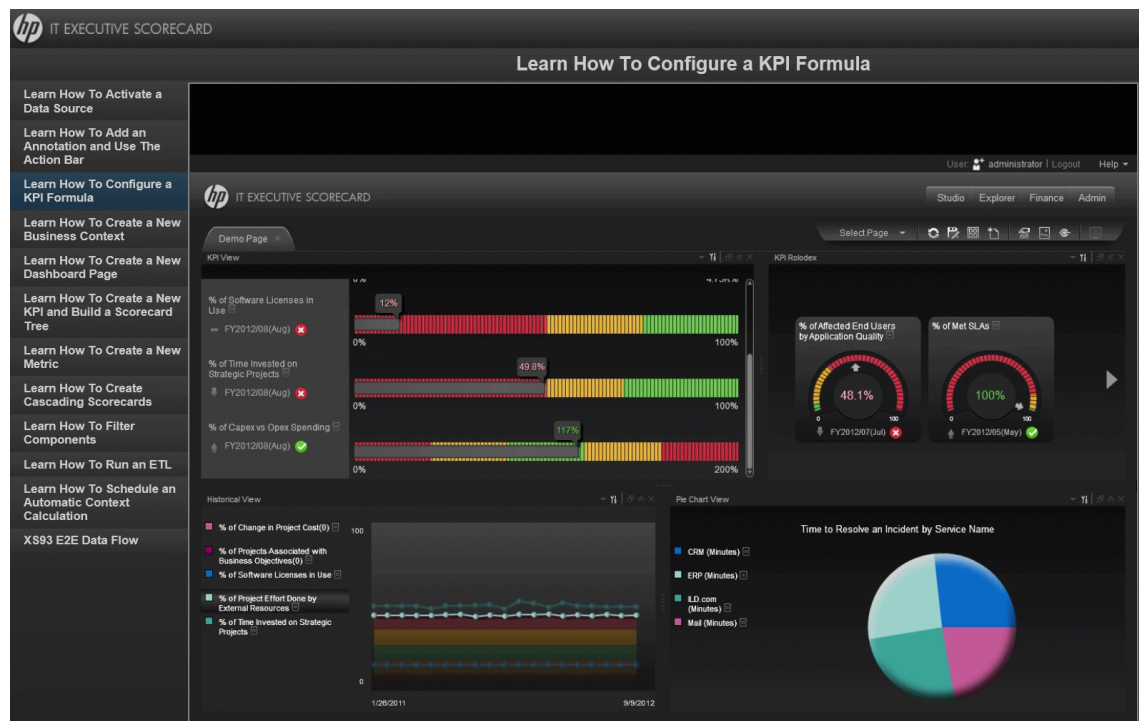 hp IT EXECUTIVE SCORECARD
Learn How To Configure a KPI Formula
Learn How To Activate a
Data Source
Learn How To Add an
Annotation and Use The
Action Bar
Learn How To Configure a
KPI Formula
Learn How To Create a New
Business Context
Learn How To Create a New
Dashboard Page
Learn How To Create a New
KPI and Build a Scorecard
Tree
Learn How To Create a New
Metric
Learn How To Create
Cascading Scorecards
Learn How To Filter
Components
Learn How To Run an ETL
Learn How To Schedule an
Automatic Context
Calculation
XS93 E2E Data Flow
User: administrator | Logout Help
hp IT EXECUTIVE SCORECARD
Studio Explorer Finance Admin
Demo Page
Select Page
KPI View
% of Software Licenses in
Use
FY2012/08(Aug)
12%
0% 100%
% of Time Invested on
Strategic Projects
FY2012/08(Aug)
49.8%
0% 100%
% of Capex vs Opex Spending
FY2012/08(Aug)
117%
0% 200%
KPI Rolodex
% of Affected End Users
by Application Quality
48.1%
0 100
FY2012/07(Jul)
% of Met SLAs
100%
0 100
FY2012/05(May)
Historical View
% of Change in Project Cost(0)
% of Projects Associated with
Business Objectives(0)
% of Software Licenses in Use
% of Project Effort Done by
External Resources
% of Time Invested on Strategic
Projects
100
0
1/26/2011 9/9/2012
Pie Chart View
Time to Resolve an Incident by Service Name
CRM (Minutes)
ERP (Minutes)
ILD.com
(Minutes)
Mail (Minutes)